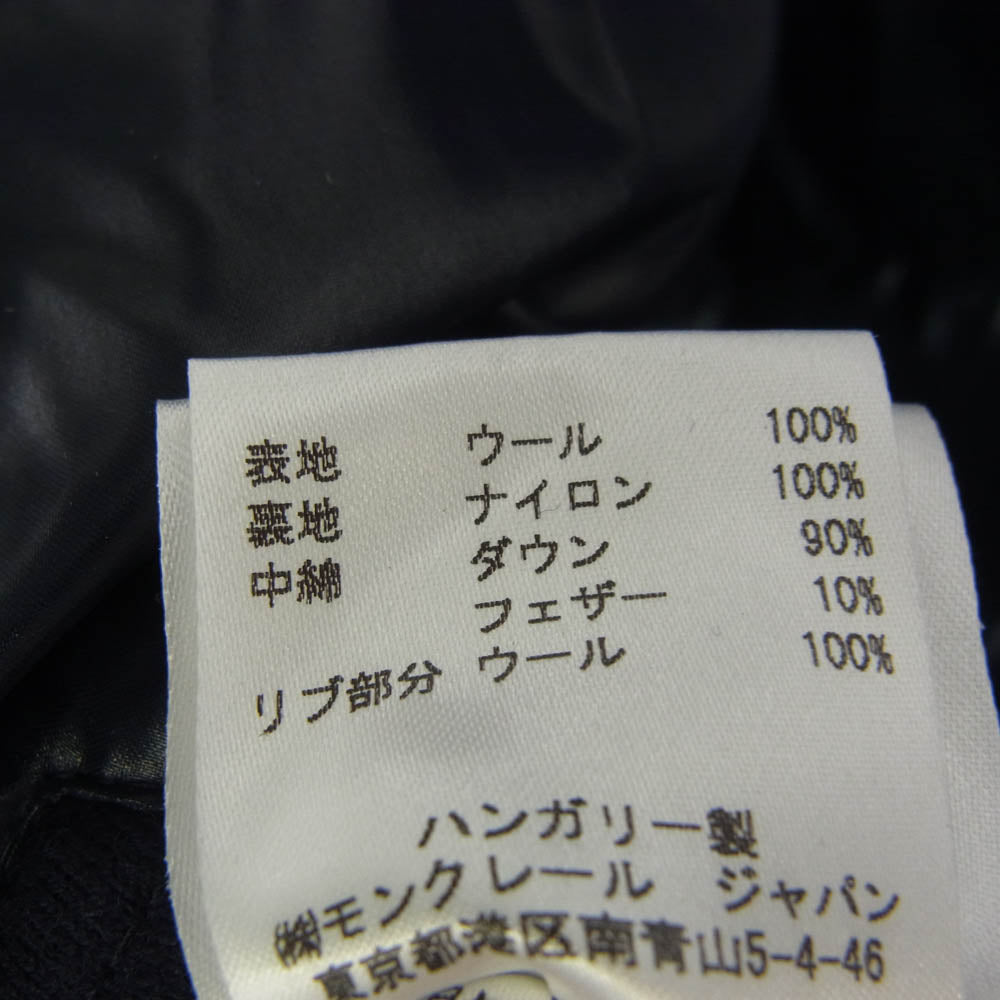 表地 ウール 100%
裏地 ナイロン 100%
中綿 ダウン 90%
フェザー 10%
リブ部分 ウール 100%
ハンガリー製
㈱モンクレール ジャパン
東京都港区南青山5-4-46